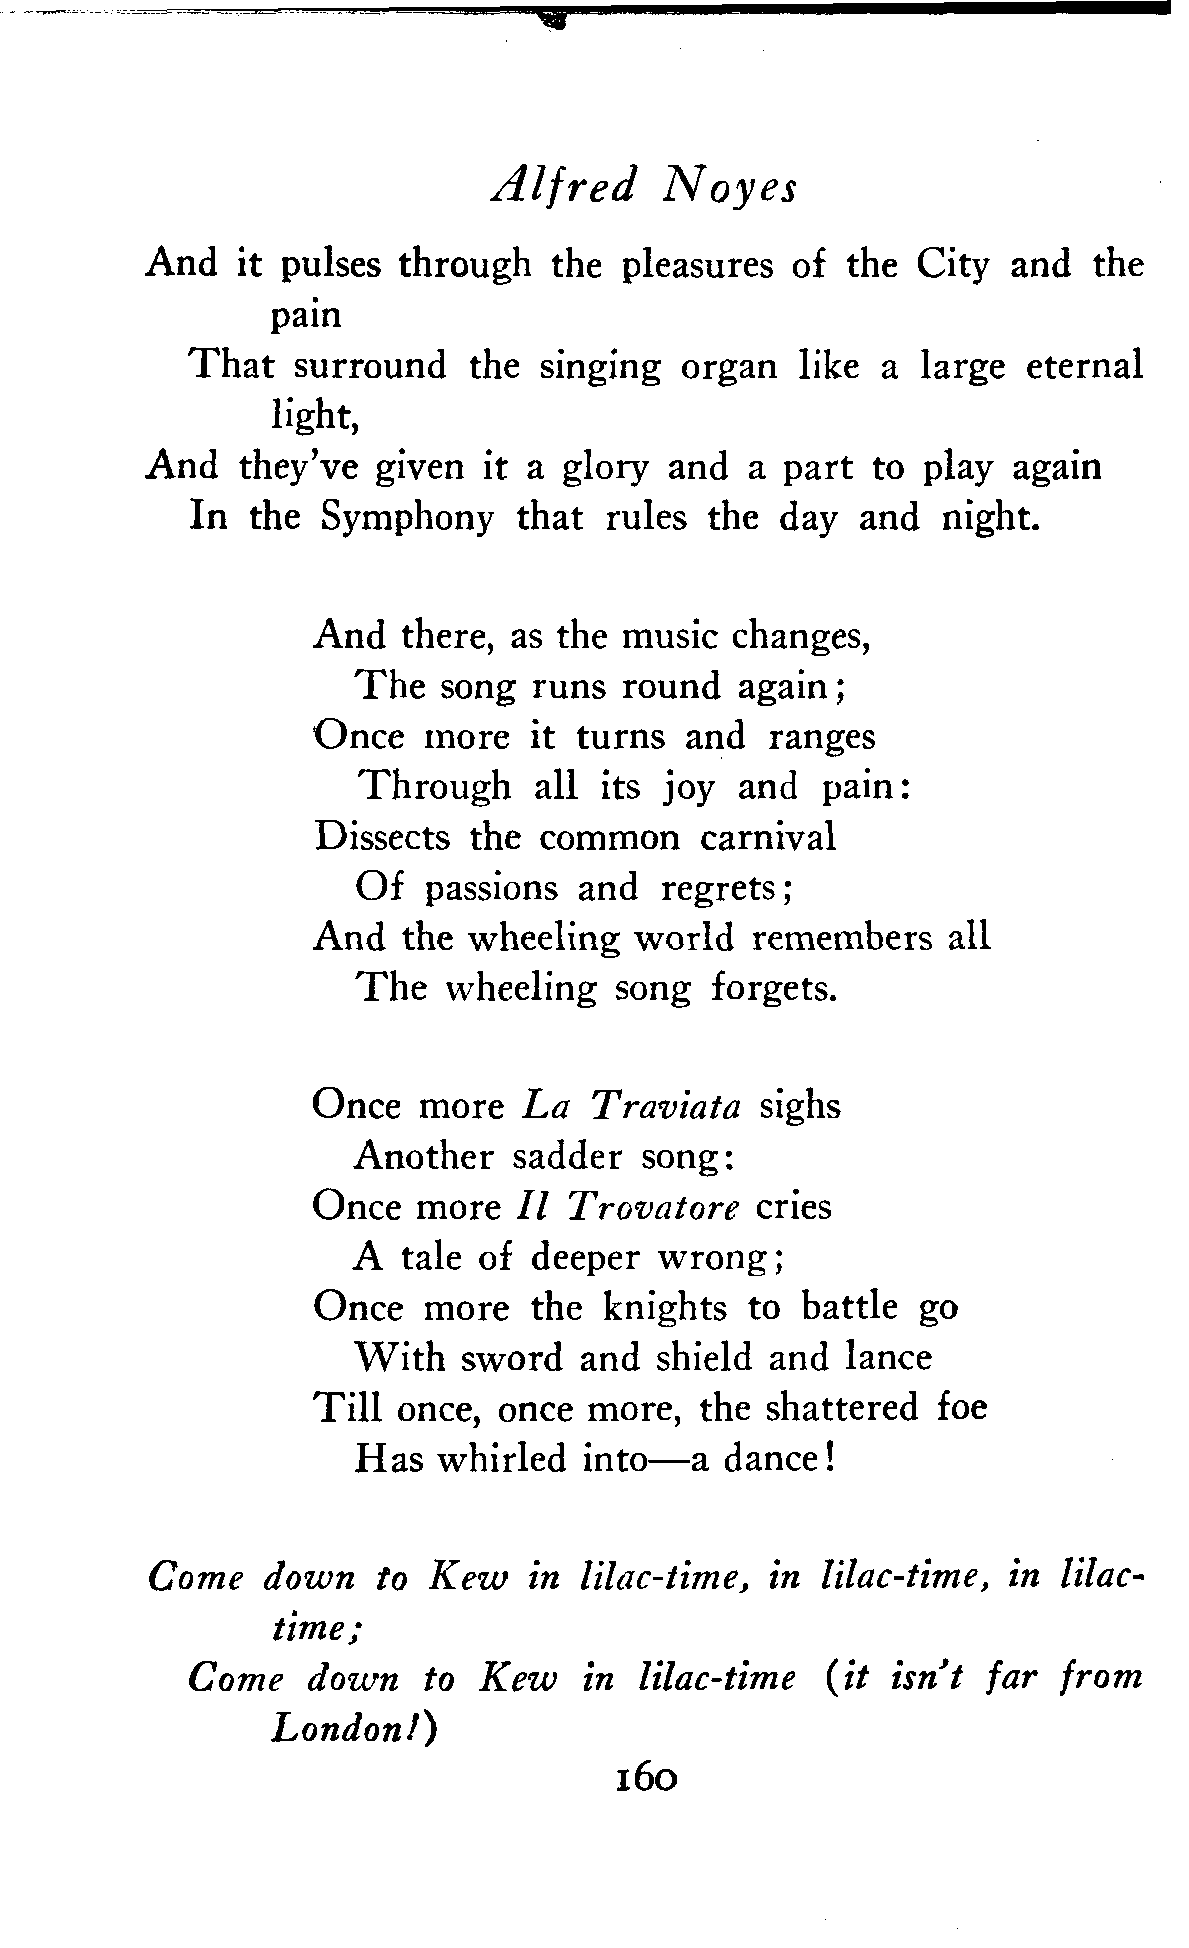 Alfred Noyes
And it pulses through the pleasures of the City and the
pain
That surround the singing organ like a large eternal
light,
And they've given it a glory and a part to play again
In the Symphony that rules the day and night.
And there, as the music changes,
The song runs round again;
Once more it turns and ranges
Through all its joy and pain:
Dissects the common carnival
Of passions and regrets;
And the wheeling world remembers all
The wheeling song forgets.
Once more La Traviata sighs
Another sadder song:
Once more Il Trovatore cries
A tale of deeper wrong;
Once more the knights to battle go
With sword and shield and lance
Till once, once more, the shattered foe
Has whirled into—a dance!
Come down to Kew in lilac-time, in lilac-time, in lilac-
time;
Come down to Kew in lilac-time (it isn't far from
London!)
160